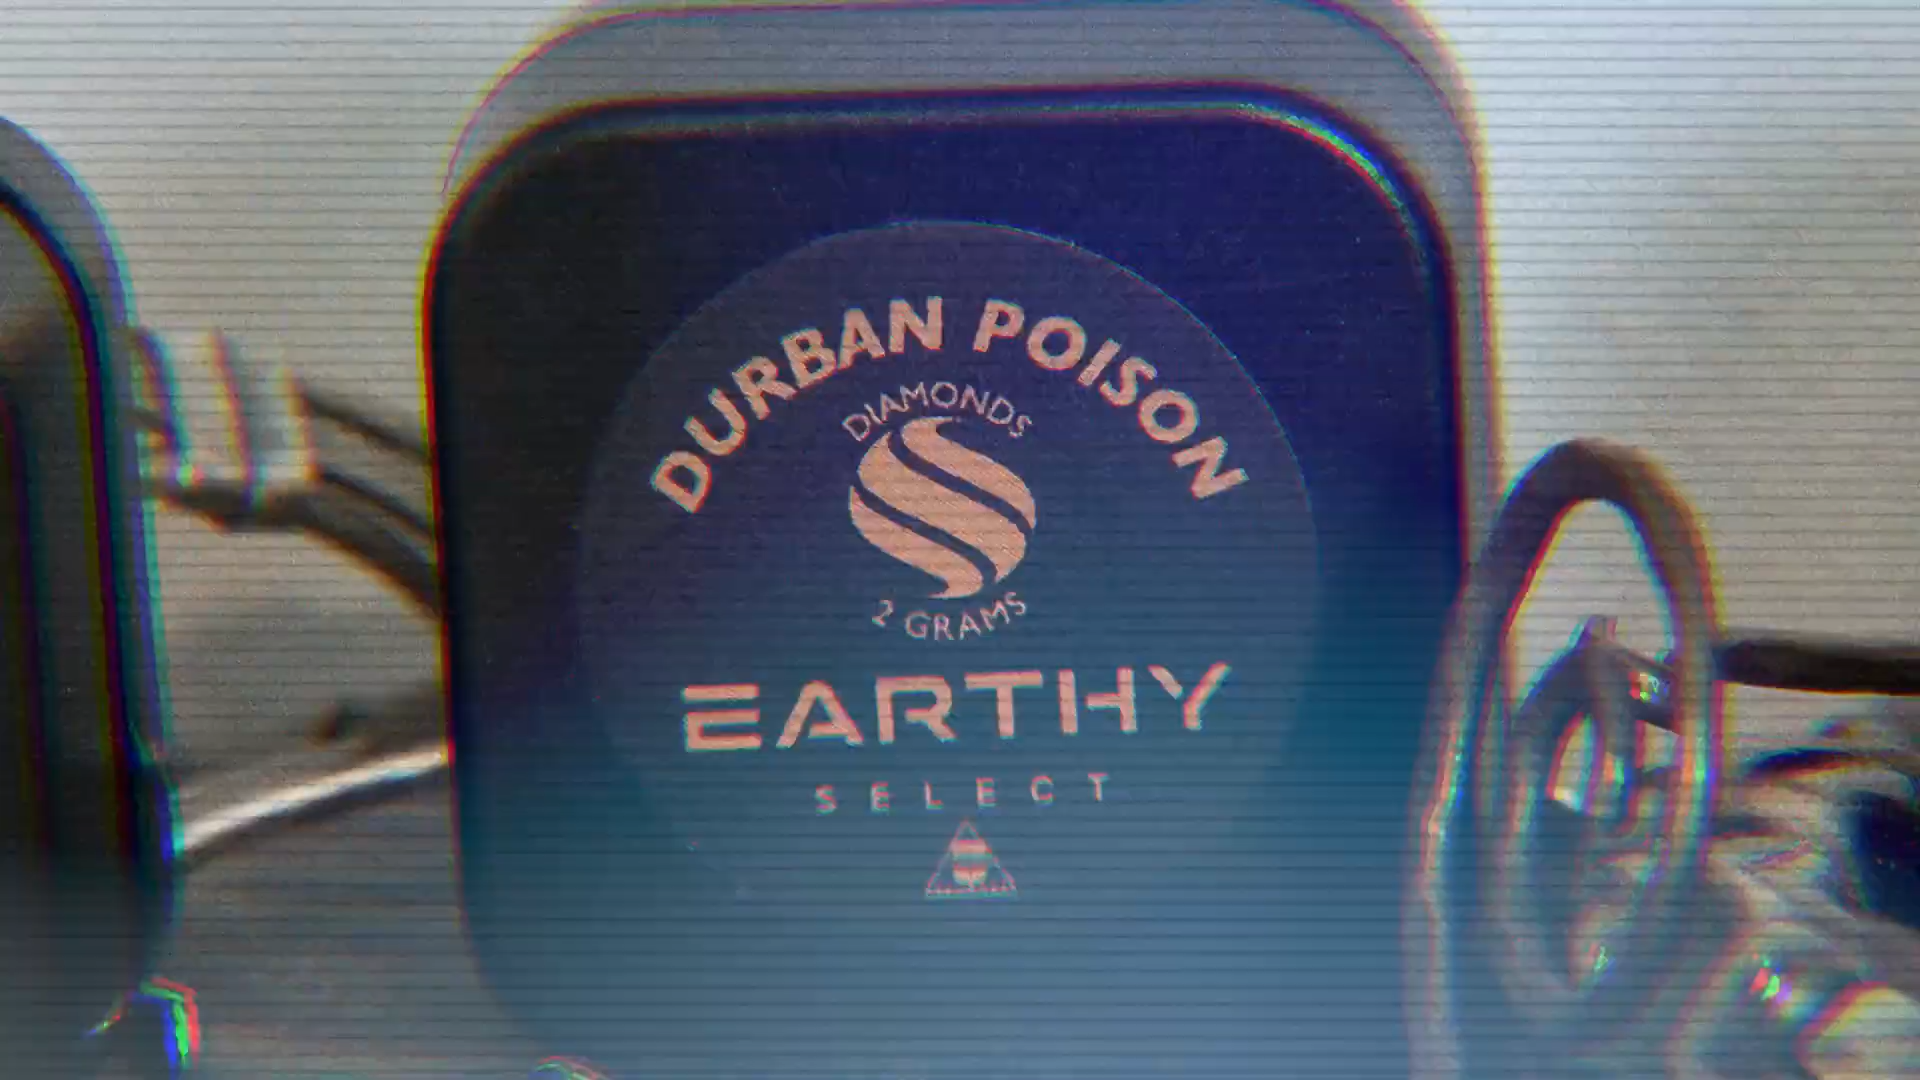 DURBAN POISON
DIAMONDS
2 GRAMS
EARTHY
SELECT